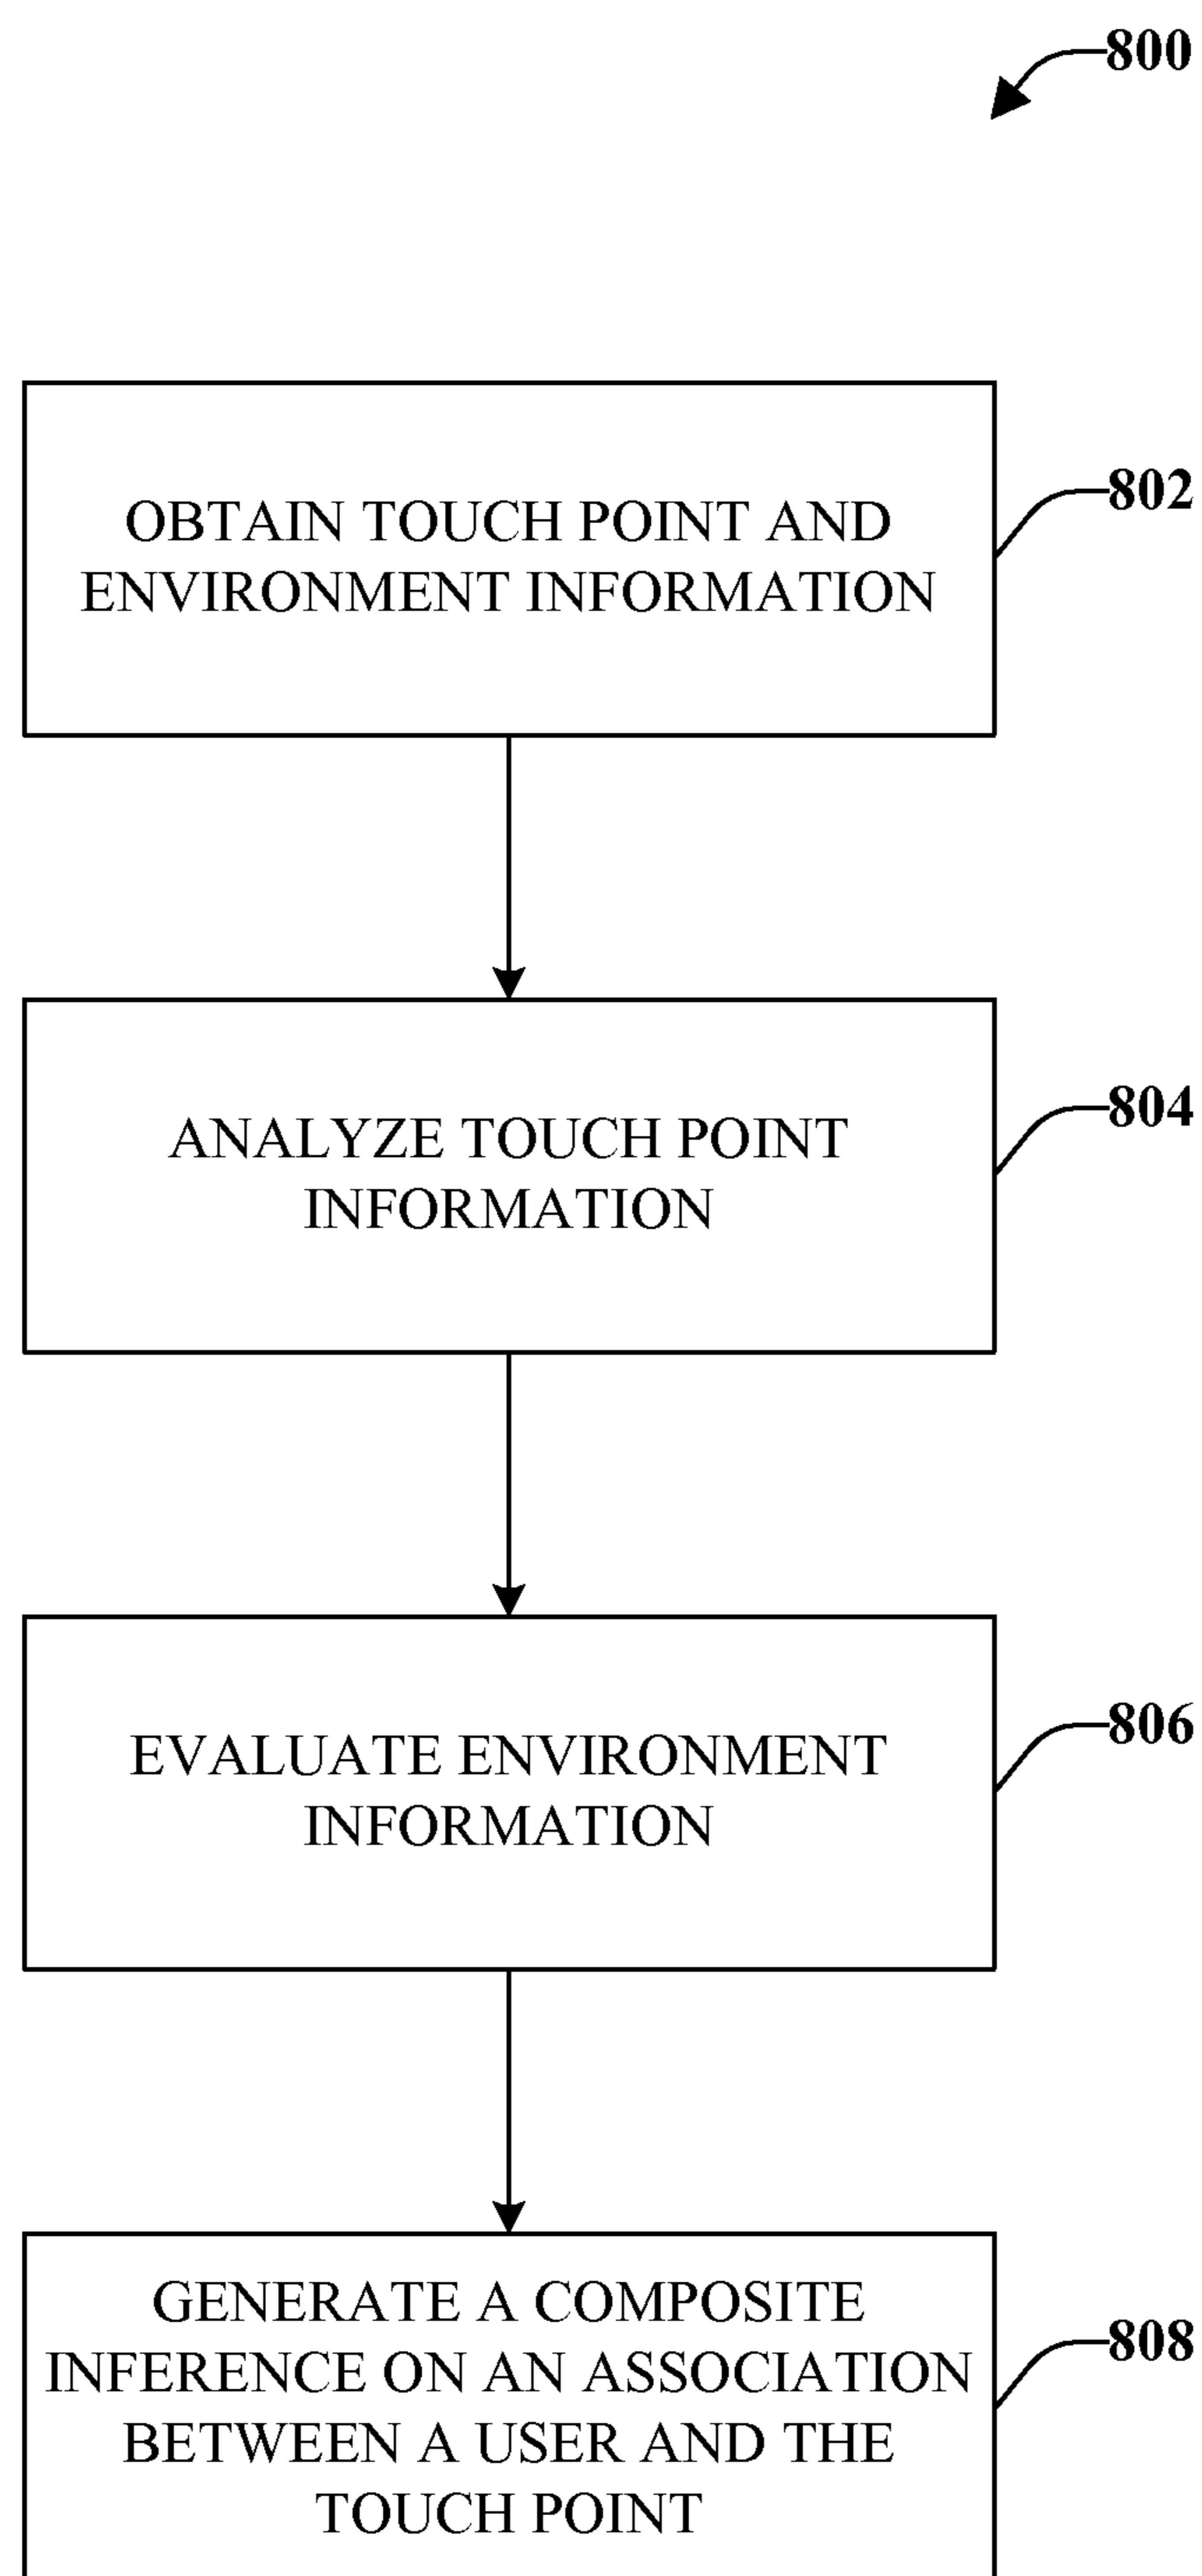 800
OBTAIN TOUCH POINT AND
ENVIRONMENT INFORMATION
802
ANALYZE TOUCH POINT
INFORMATION
804
EVALUATE ENVIRONMENT
INFORMATION
806
GENERATE A COMPOSITE
INFERENCE ON AN ASSOCIATION
BETWEEN A USER AND THE
TOUCH POINT
808